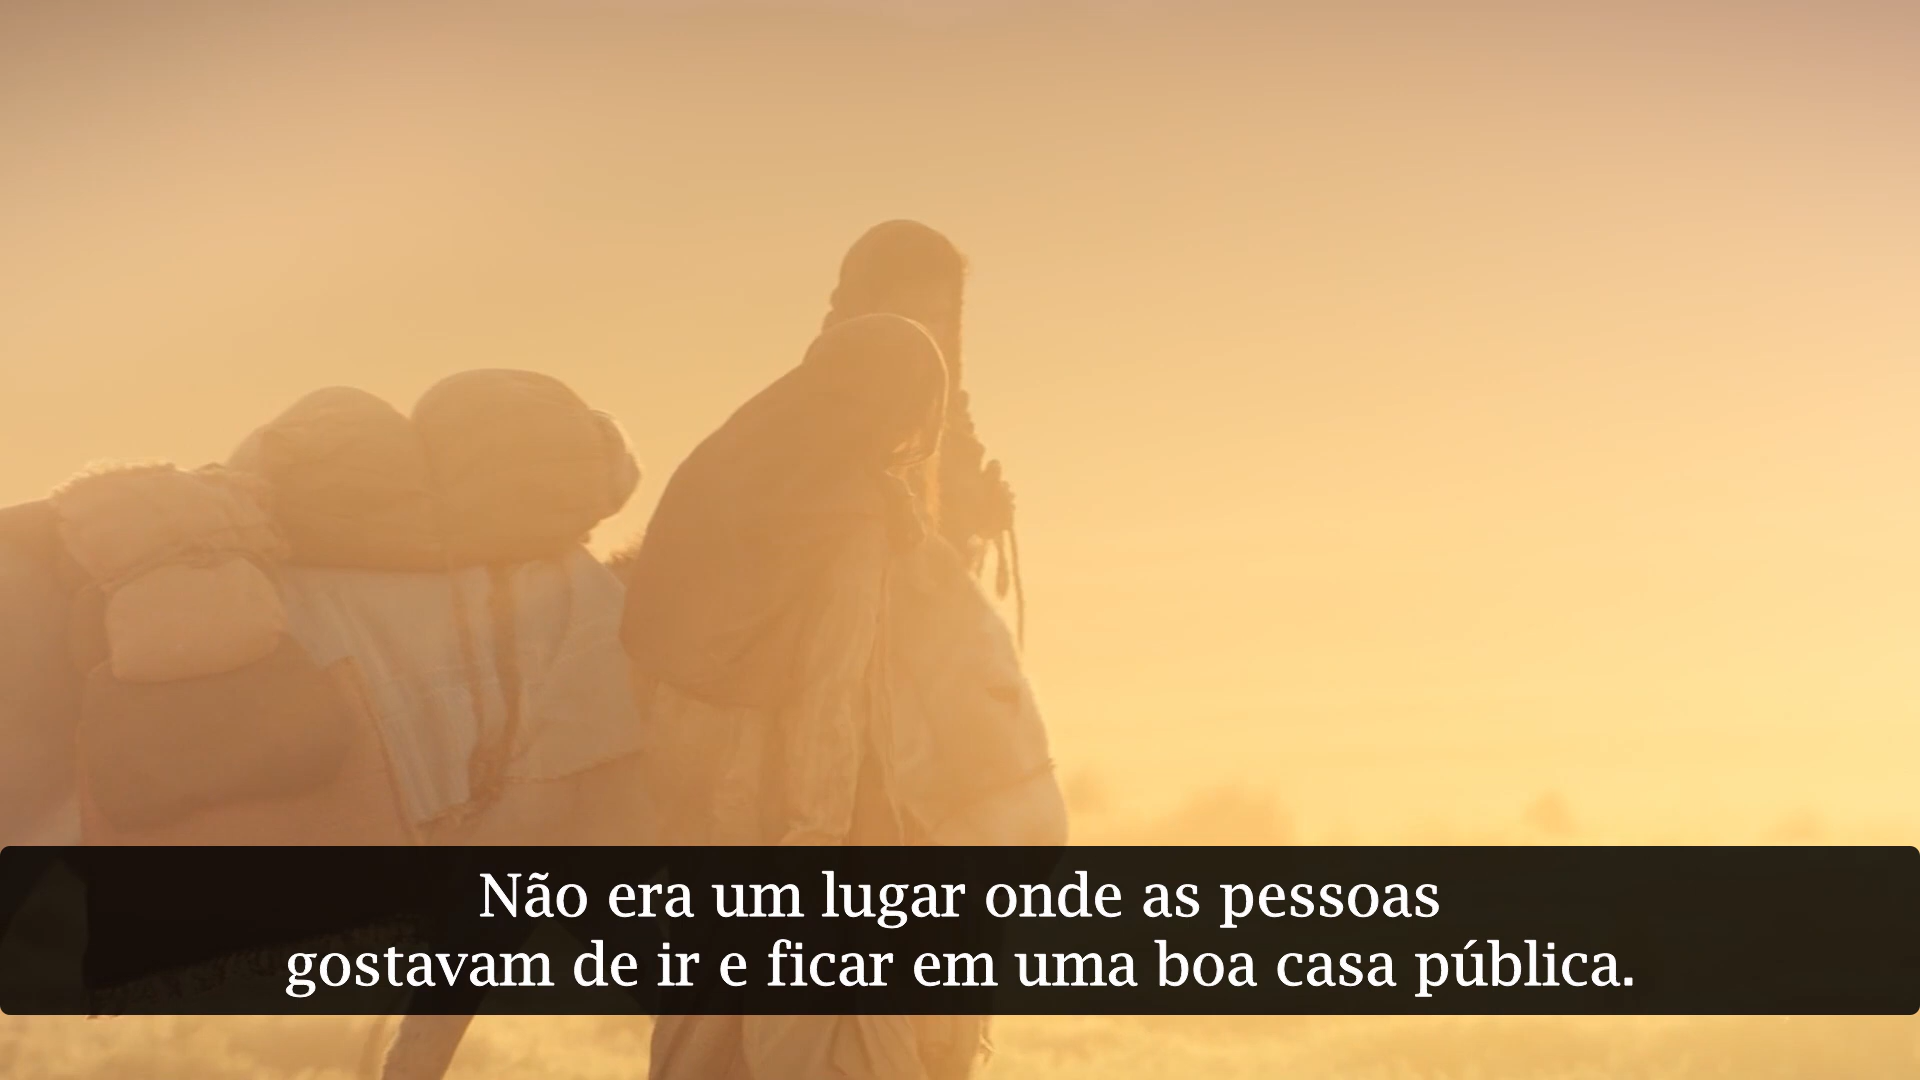 Não era um lugar onde as pessoas
gostavam de ir e ficar em uma boa casa pública.